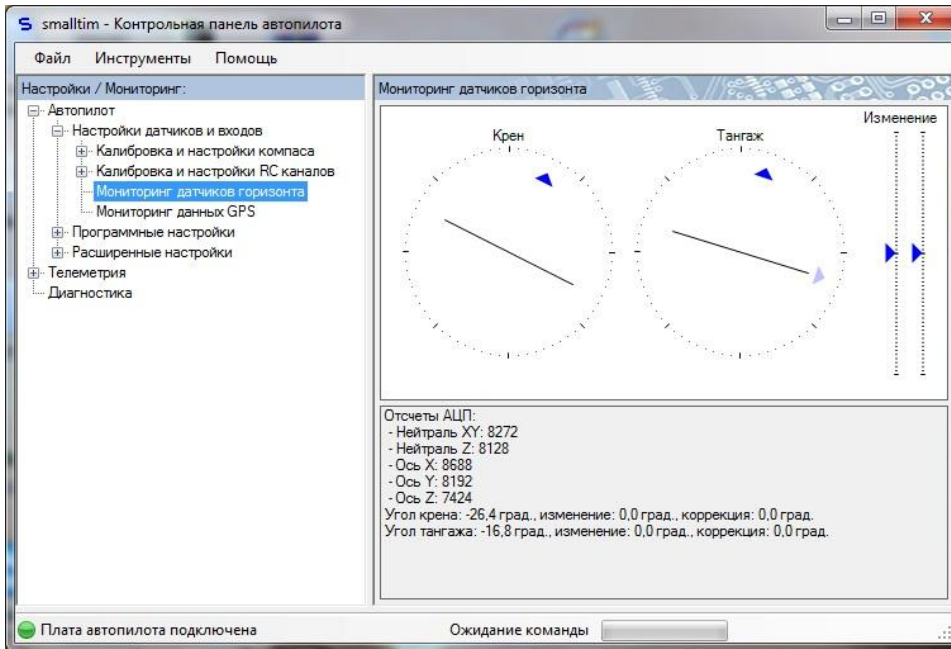 smalltim - Контрольная панель автопилота
Файл Инструменты Помощь
Настройки / Мониторинг:
Автопилот
Настройки датчиков и входов
Калибровка и настройки компаса
Калибровка и настройки RC каналов
Мониторинг датчиков горизонта
Мониторинг данных GPS
Программные настройки
Расширенные настройки
Телеметрия
Диагностика
Мониторинг датчиков горизонта
Крен
Тангаж
Изменение
Отсчеты АЦП:
- Нейтраль XY: 8272
- Нейтраль Z: 8128
- Ось X: 8688
- Ось Y: 8192
- Ось Z: 7424
Угол крена: -26,4 град., изменение: 0,0 град., коррекция: 0,0 град.
Угол тангажа: -16,8 град., изменение: 0,0 град., коррекция: 0,0 град.
Плата автопилота подключена
Ожидание команды